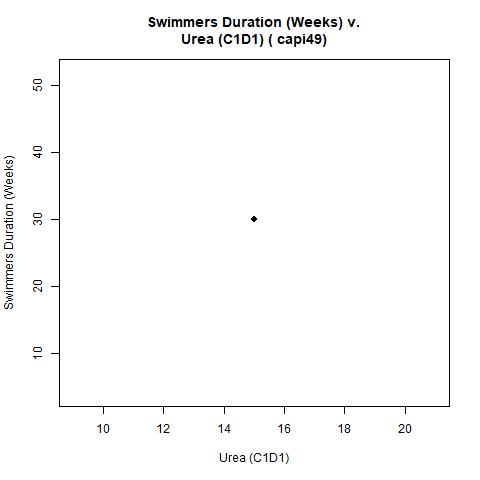 Swimmers Duration (Weeks) v.
Urea (C1D1) ( capi49)
Swimmers Duration (Weeks)
50
40
30
20
10
10 12 14 16 18 20
Urea (C1D1)